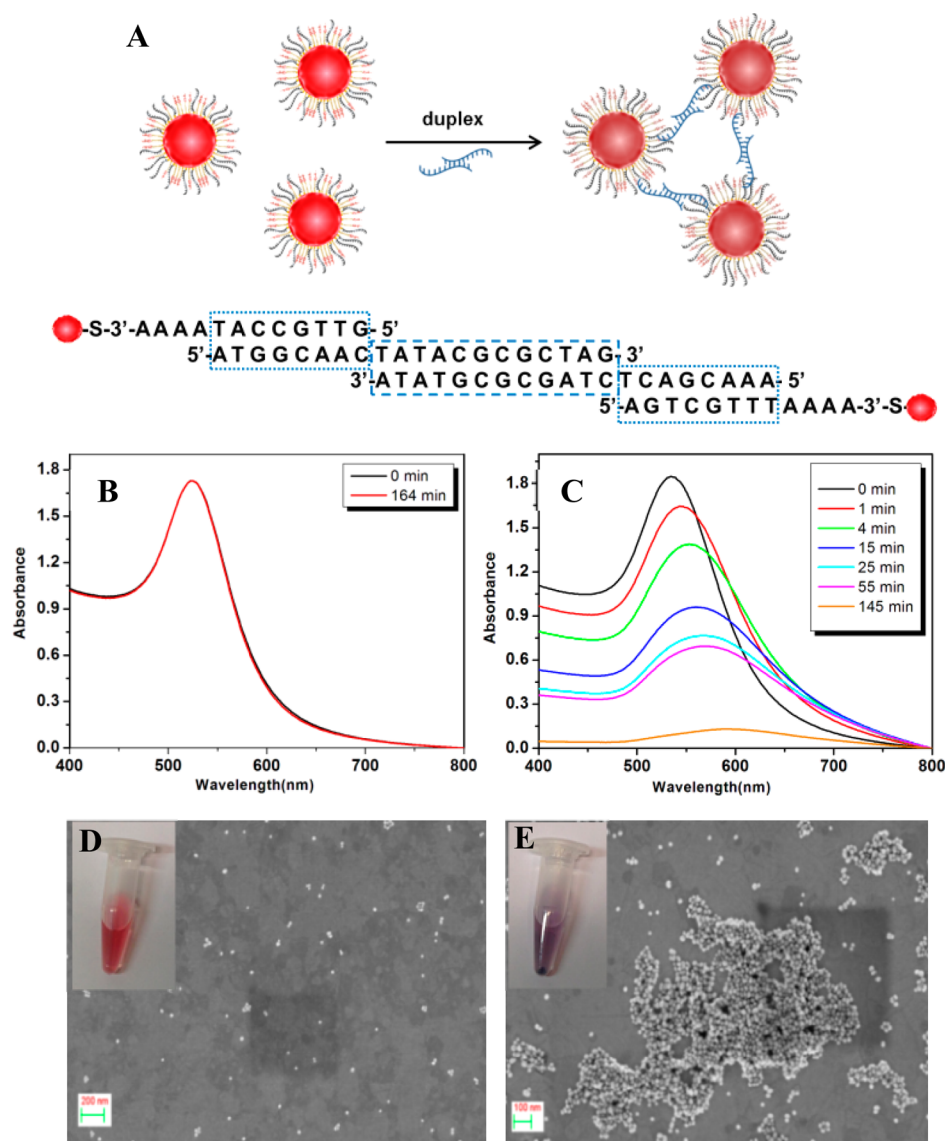 A
duplex
-S-3'-AAAATACCGTTG-5'
5'-ATGGCAACTATACGCGCTAG-3'
3'-ATATGCGCGATCTCAGCAAA-5'
5'-AGTCGTTTAAAA-3'-S-
B
0 min
164 min
1.8
1.5
1.2
0.9
0.6
0.3
0.0
Absorbance
400 500 600 700 800
Wavelength(nm)
C
0 min
1 min
4 min
15 min
25 min
55 min
145 min
1.8
1.5
1.2
0.9
0.6
0.3
0.0
Absorbance
400 500 600 700 800
Wavelength(nm)
D
200 nm
E
100 nm